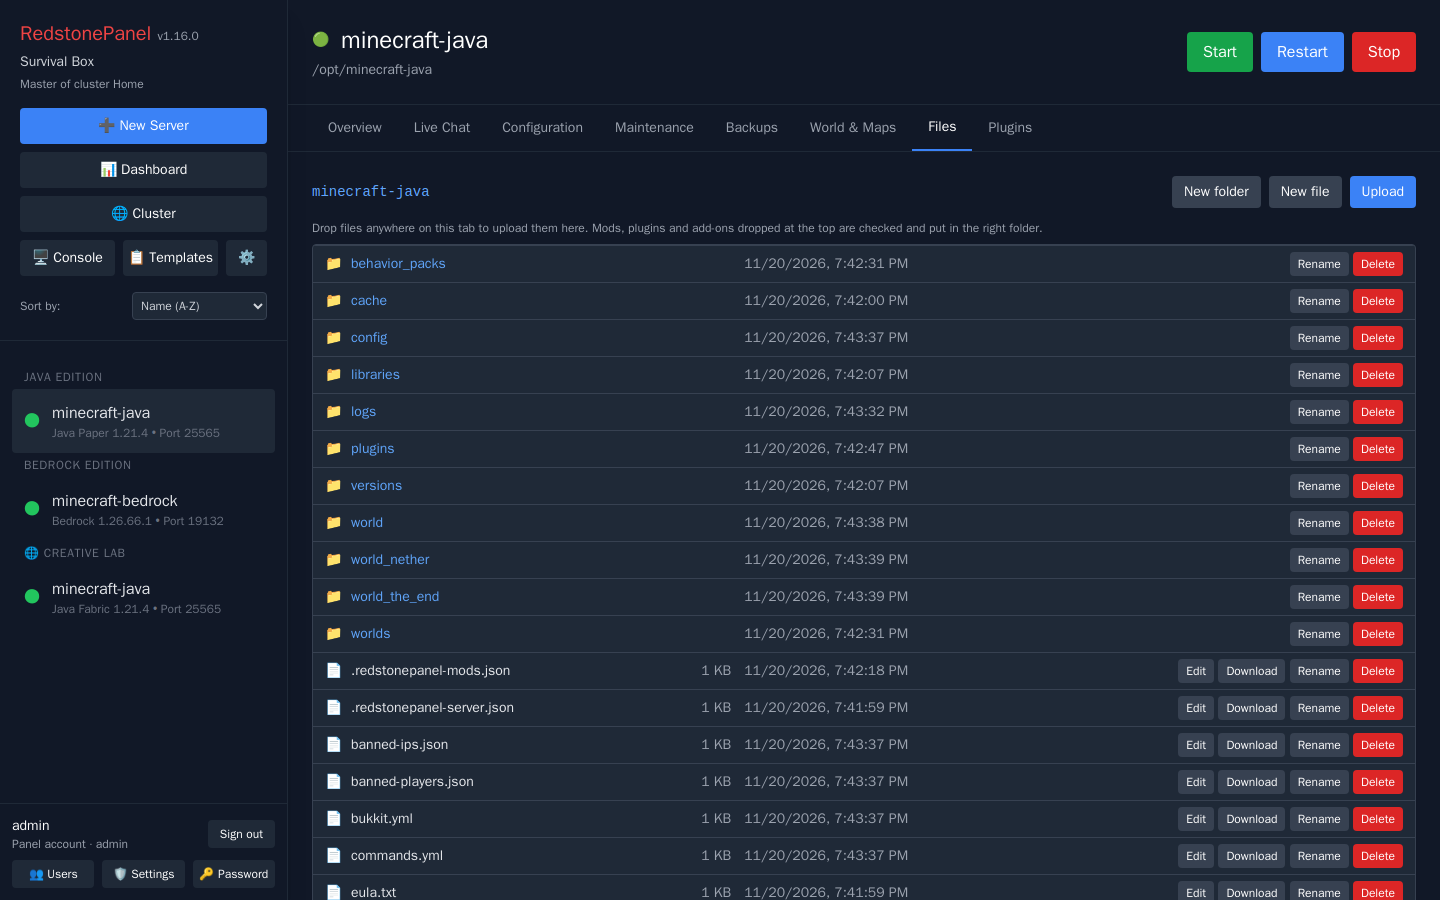 RedstonePanel v1.16.0
Survival Box
Master of cluster Home
➕ New Server
📊 Dashboard
🌐 Cluster
🖥️ Console
📋 Templates
⚙️
Sort by:
Name (A-Z)
JAVA EDITION
minecraft-java
Java Paper 1.21.4 • Port 25565
BEDROCK EDITION
minecraft-bedrock
Bedrock 1.26.66.1 • Port 19132
🌐 CREATIVE LAB
minecraft-java
Java Fabric 1.21.4 • Port 25565
admin
Panel account · admin
Sign out
👥 Users
🛡️ Settings
🔑 Password
minecraft-java
/opt/minecraft-java
Start
Restart
Stop
Overview
Live Chat
Configuration
Maintenance
Backups
World & Maps
Files
Plugins
minecraft-java
New folder
New file
Upload
Drop files anywhere on this tab to upload them here. Mods, plugins and add-ons dropped at the top are checked and put in the right folder.
behavior_packs 11/20/2026, 7:42:31 PM Rename Delete
cache 11/20/2026, 7:42:00 PM Rename Delete
config 11/20/2026, 7:43:37 PM Rename Delete
libraries 11/20/2026, 7:42:07 PM Rename Delete
logs 11/20/2026, 7:43:32 PM Rename Delete
plugins 11/20/2026, 7:42:47 PM Rename Delete
versions 11/20/2026, 7:42:07 PM Rename Delete
world 11/20/2026, 7:43:38 PM Rename Delete
world_nether 11/20/2026, 7:43:39 PM Rename Delete
world_the_end 11/20/2026, 7:43:39 PM Rename Delete
worlds 11/20/2026, 7:42:31 PM Rename Delete
.redstonepanel-mods.json 1 KB 11/20/2026, 7:42:18 PM Edit Download Rename Delete
.redstonepanel-server.json 1 KB 11/20/2026, 7:41:59 PM Edit Download Rename Delete
banned-ips.json 1 KB 11/20/2026, 7:43:37 PM Edit Download Rename Delete
banned-players.json 1 KB 11/20/2026, 7:43:37 PM Edit Download Rename Delete
bukkit.yml 1 KB 11/20/2026, 7:43:37 PM Edit Download Rename Delete
commands.yml 1 KB 11/20/2026, 7:43:37 PM Edit Download Rename Delete
eula.txt 1 KB 11/20/2026, 7:41:59 PM Edit Download Rename Delete